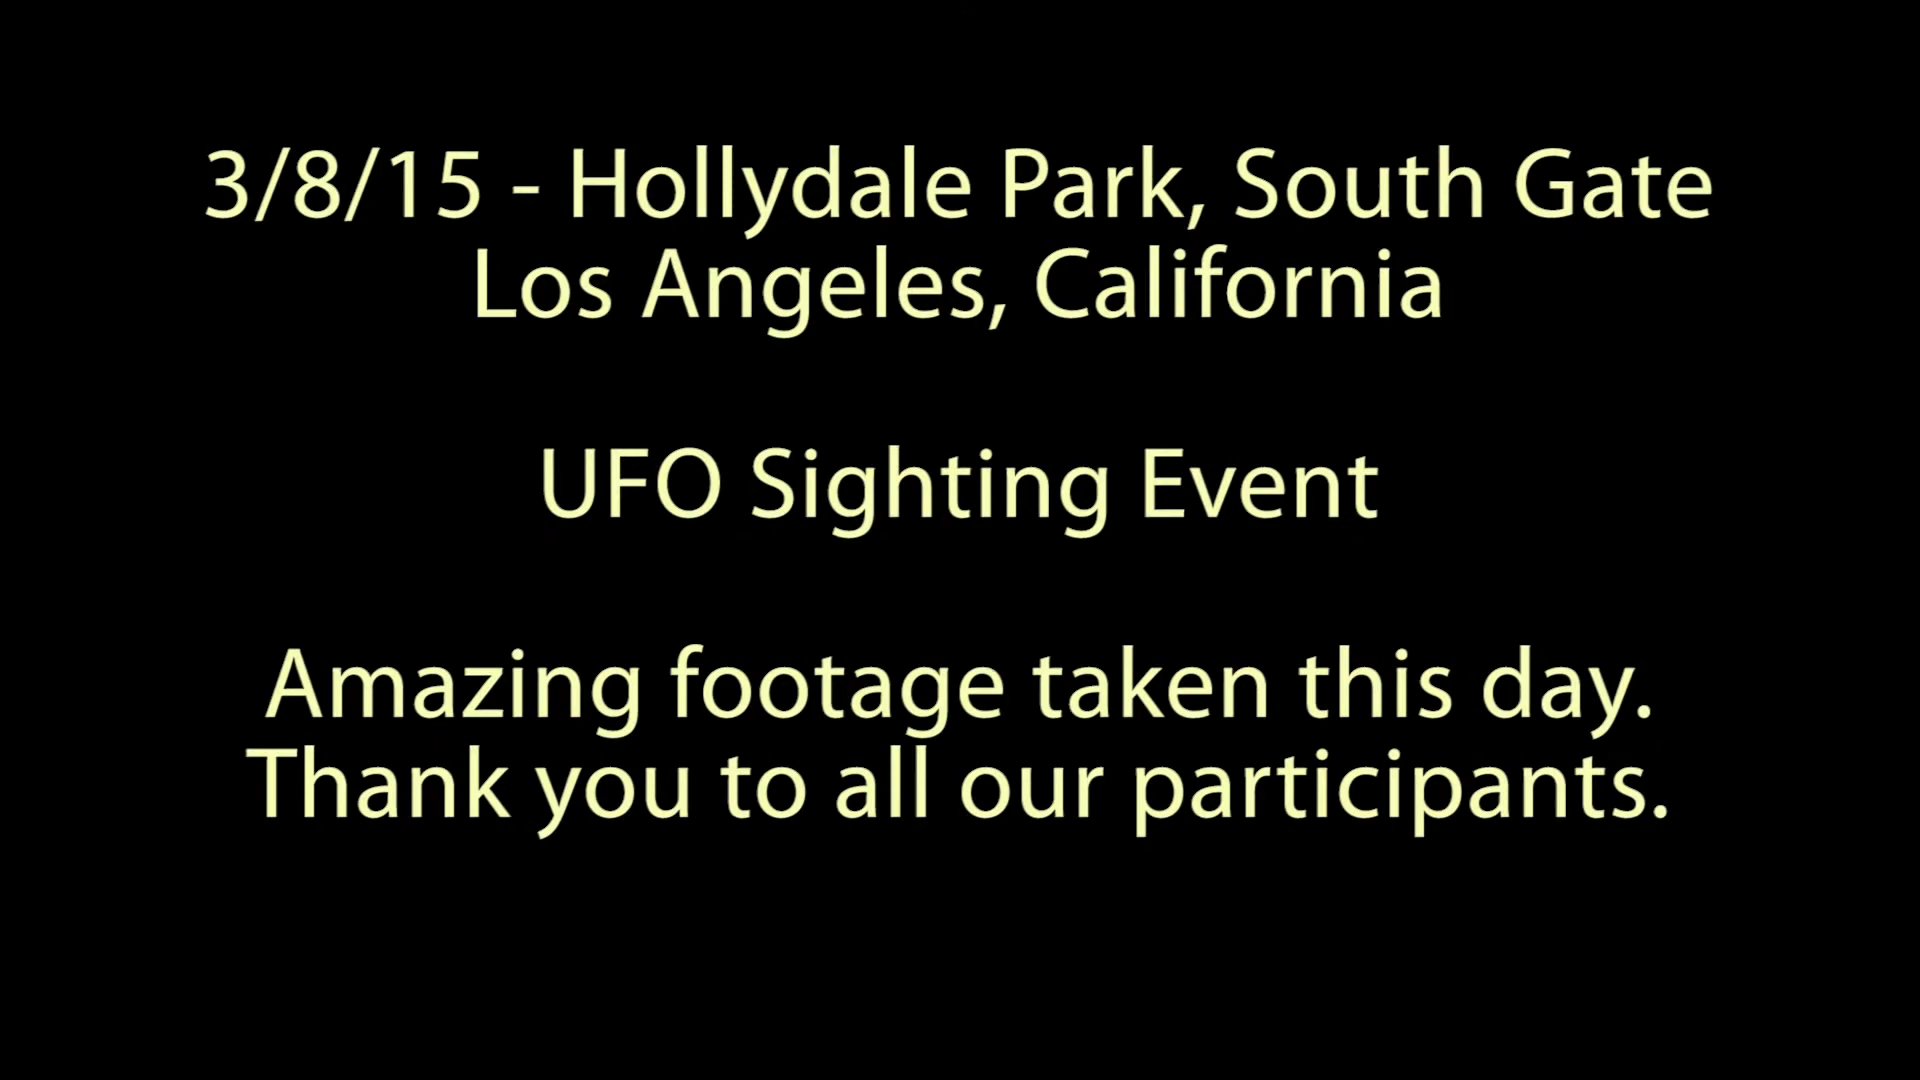 3/8/15 - Hollydale Park, South Gate
Los Angeles, California
UFO Sighting Event
Amazing footage taken this day.
Thank you to all our participants.